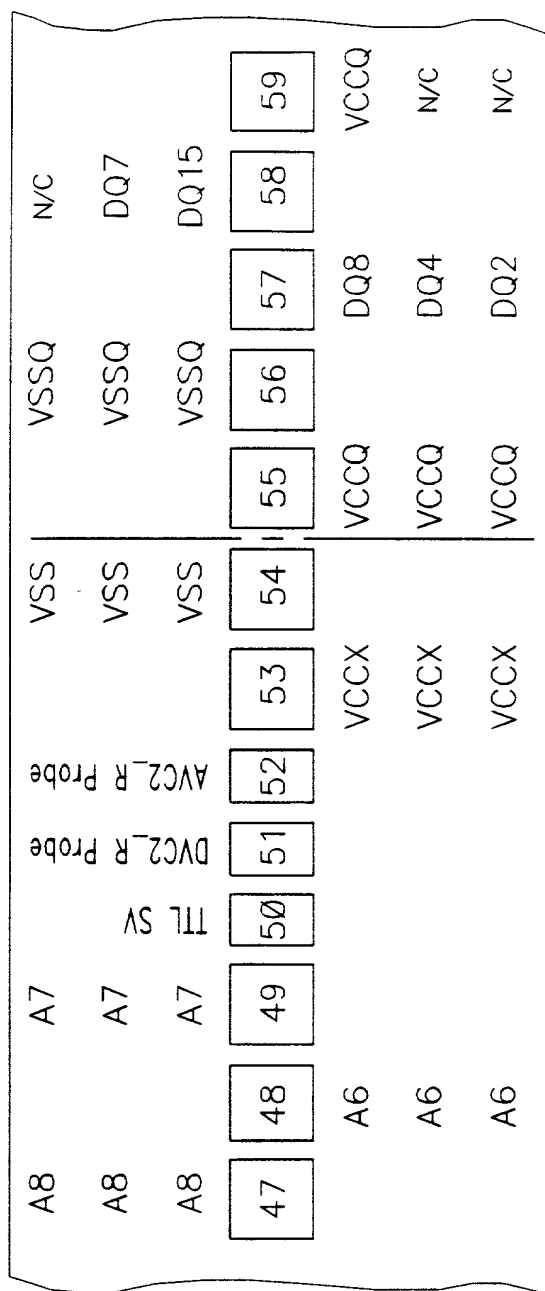 A8 A7 VSS VSSQ N/C
A8 A7 VSS VSSQ DQ7
A8 A7 VSS VSSQ DQ15
TTL SV
DVC2_R Probe
AVC2_R Probe
47 48 49 5Ø 51 52 53 54 55 56 57 58 59
A6 VCCX VCCQ DQ8 VCCQ
A6 VCCX VCCQ DQ4 N/C
A6 VCCX VCCQ DQ2 N/C